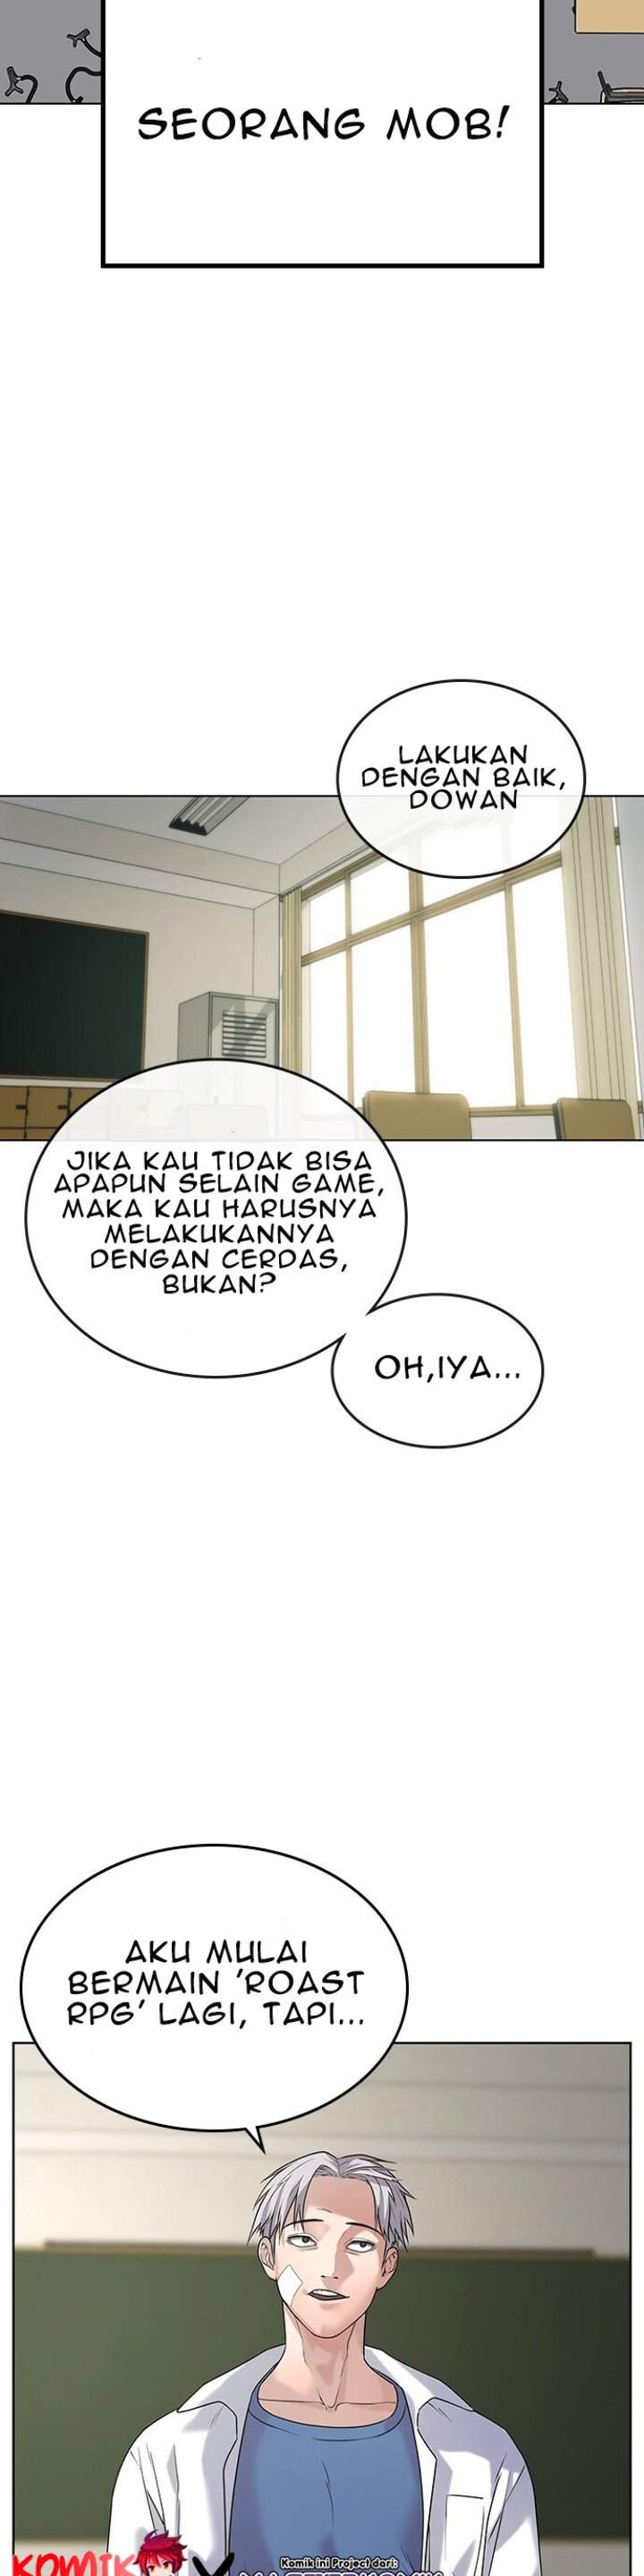 SEORANG MOB!
LAKUKAN
DENGAN BAIK,
DOWAN
JIKA KAU TIDAK BISA
APAPUN SELAIN GAME,
MAKA KAU HARUSNYA
MELAKUKANNYA
DENGAN CERDAS,
BUKAN?
OH,IYA...
AKU MULAI
BERMAIN 'ROAST
RPG' LAGI, TAPI...
KOMIK
X
Komik ini Project dari: